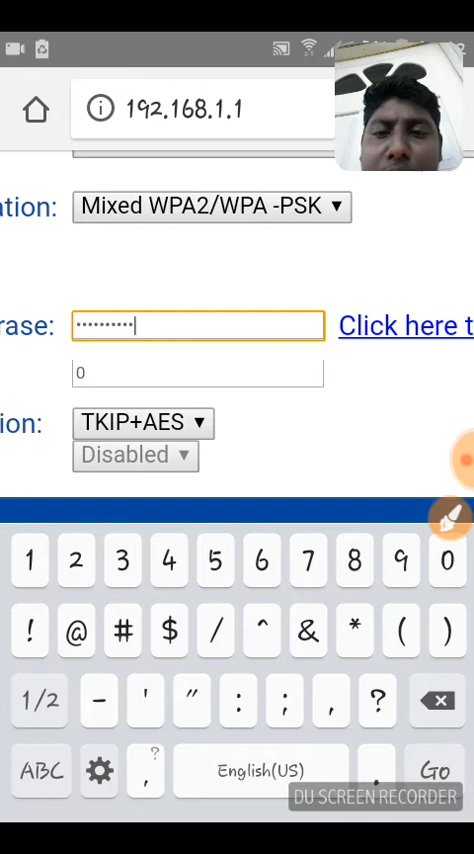 192.168.1.1
ation: Mixed WPA2/WPA -PSK
rase: •••••••••• Click here t
0
ion: TKIP+AES
Disabled
1 2 3 4 5 6 7 8 9 0
! @ # $ / ^ & * ( )
1/2 - ' " : ; , ?
ABC , ? English(US) . Go
DU SCREEN RECORDER